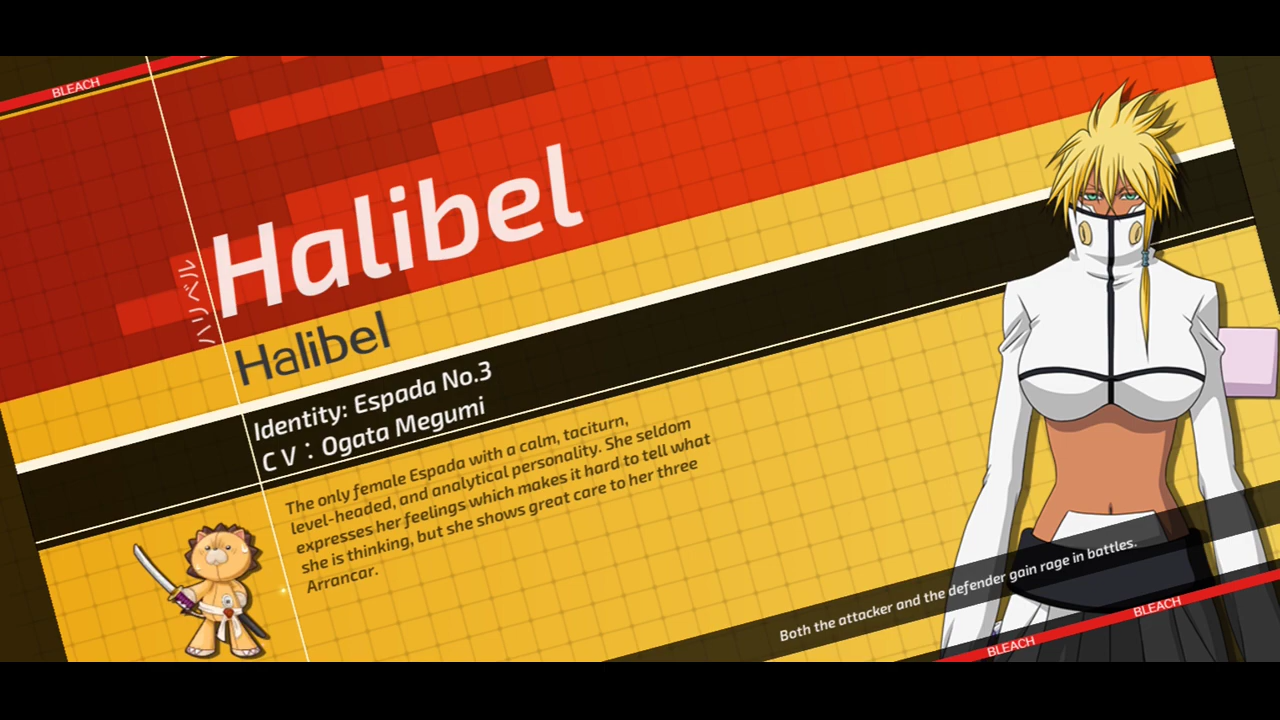 BLEACH
Halibel
ハリベル
Halibel
Identity: Espada No.3
CV：Ogata Megumi
The only female Espada with a calm, taciturn,
level-headed, and analytical personality. She seldom
expresses her feelings which makes it hard to tell what
she is thinking, but she shows great care to her three
Arrancar.
Both the attacker and the defender gain rage in battles.
BLEACH
BLEACH